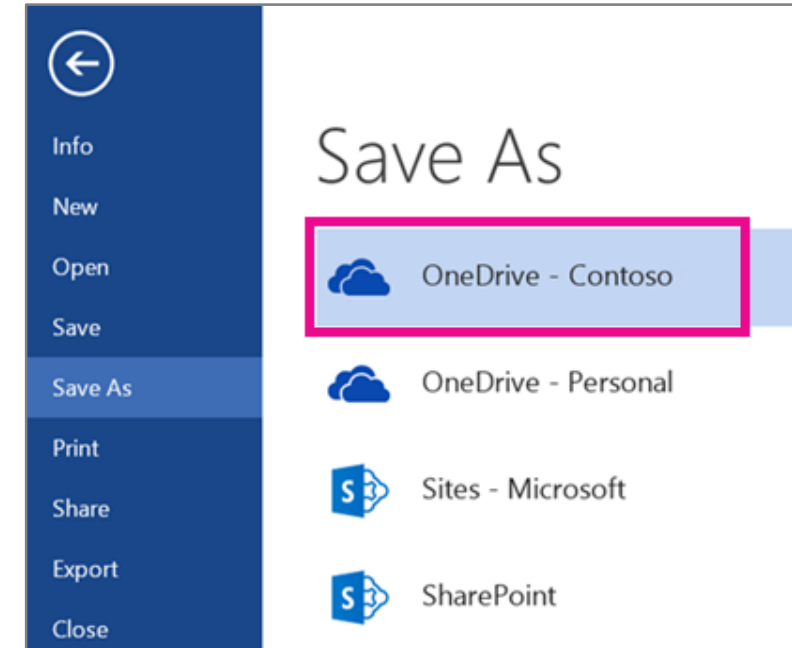 Info
New
Open
Save
Save As
Print
Share
Export
Close
Save As
OneDrive - Contoso
OneDrive - Personal
S
Sites - Microsoft
S
SharePoint